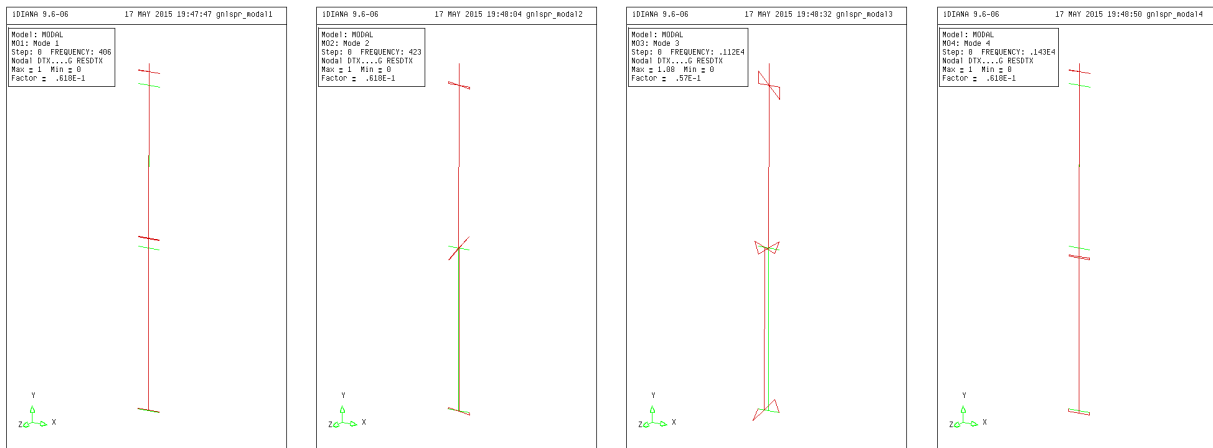 iDIANA 9.6-06 17 MAY 2015 19:47:47 gnlspr_modal1
Model: MODAL
MO1: Mode 1
Step: 0 FREQUENCY: 406
Nodal DTX....G RESDTX
Max = 1 Min = 0
Factor = .618E-1
Y
Z X
iDIANA 9.6-06 17 MAY 2015 19:48:04 gnlspr_modal2
Model: MODAL
MO2: Mode 2
Step: 0 FREQUENCY: 423
Nodal DTX....G RESDTX
Max = 1 Min = 0
Factor = .618E-1
Y
Z X
iDIANA 9.6-06 17 MAY 2015 19:48:32 gnlspr_modal3
Model: MODAL
MO3: Mode 3
Step: 0 FREQUENCY: .112E4
Nodal DTX....G RESDTX
Max = 1.08 Min = 0
Factor = .57E-1
Y
Z X
iDIANA 9.6-06 17 MAY 2015 19:48:50 gnlspr_modal4
Model: MODAL
MO4: Mode 4
Step: 0 FREQUENCY: .143E4
Nodal DTX....G RESDTX
Max = 1 Min = 0
Factor = .618E-1
Y
Z X